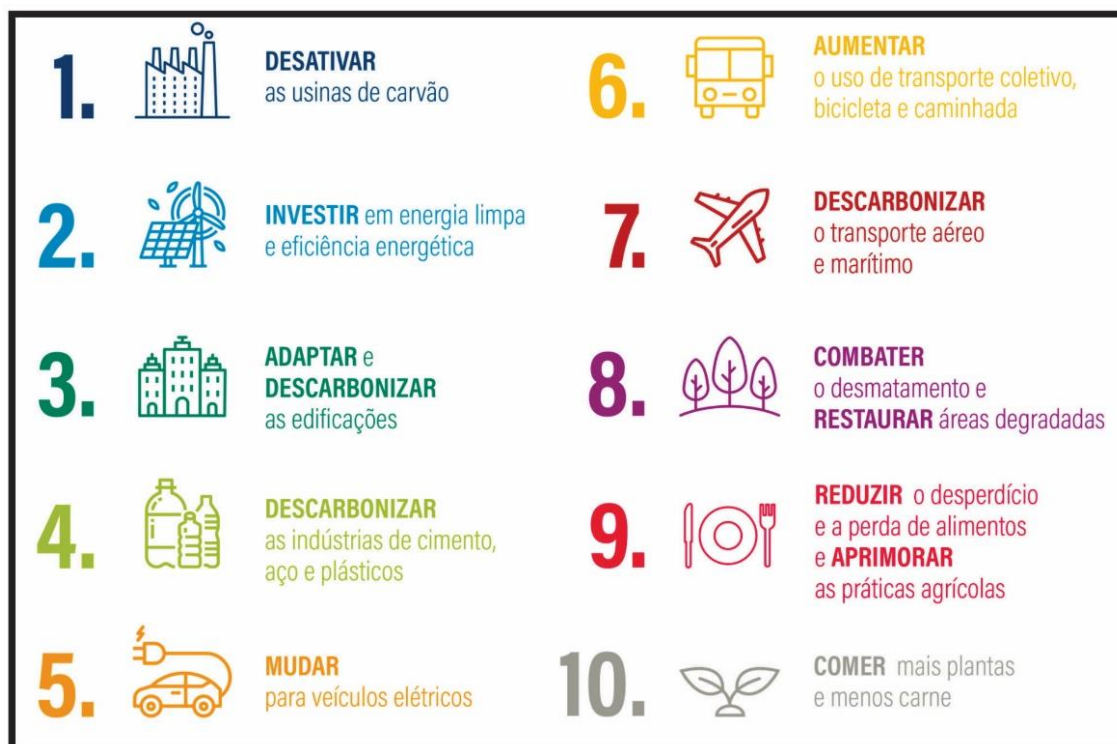 1.
DESATIVAR
as usinas de carvão
2.
INVESTIR em energia limpa
e eficiência energética
3.
ADAPTAR e
DESCARBONIZAR
as edificações
4.
DESCARBONIZAR
as indústrias de cimento,
aço e plásticos
5.
MUDAR
para veículos elétricos
6.
AUMENTAR
o uso de transporte coletivo,
bicicleta e caminhada
7.
DESCARBONIZAR
o transporte aéreo
e marítimo
8.
COMBATER
o desmatamento e
RESTAURAR áreas degradadas
9.
REDUZIR o desperdício
e a perda de alimentos
e APRIMORAR
as práticas agrícolas
10.
COMER mais plantas
e menos carne